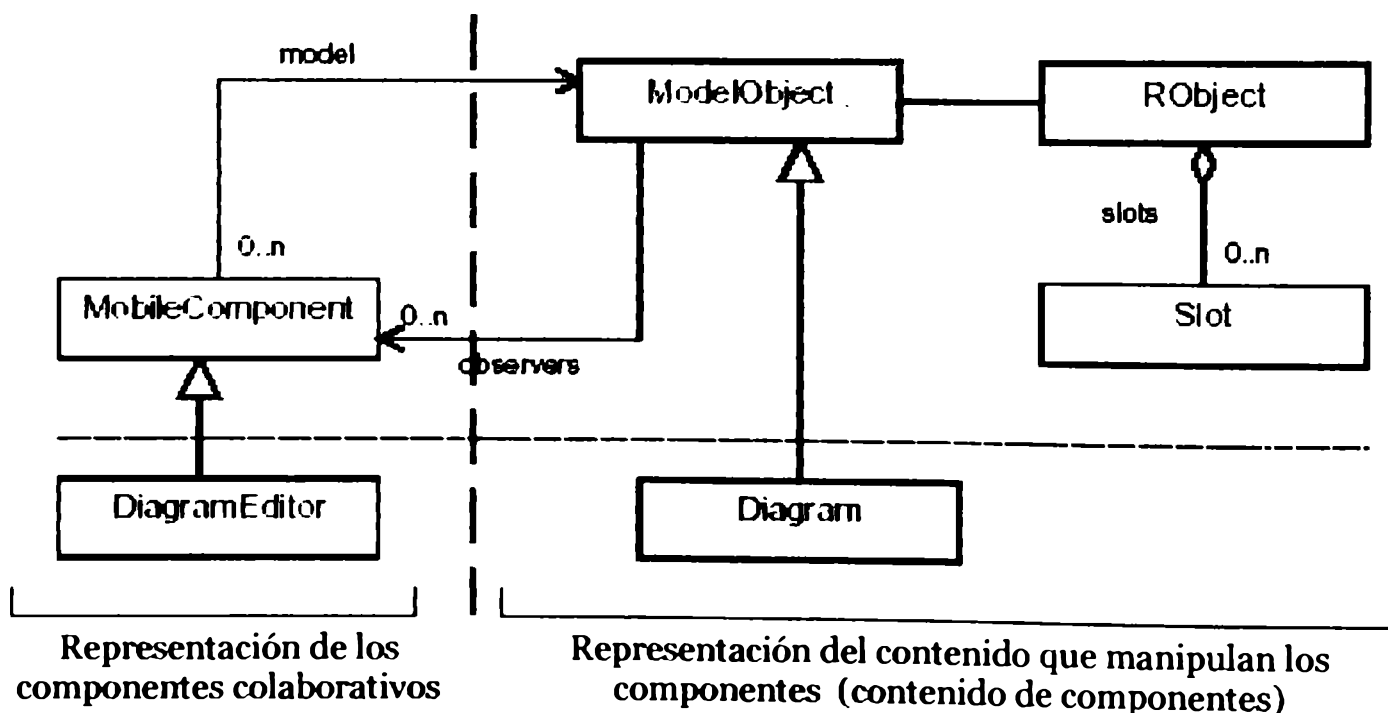 model
ModelObject
RObject
slots
0..n
0..n
MobileComponent
0..n
Slot
observers
DiagramEditor
Diagram
Representación de los
componentes colaborativos
Representación del contenido que manipulan los
componentes (contenido de componentes)